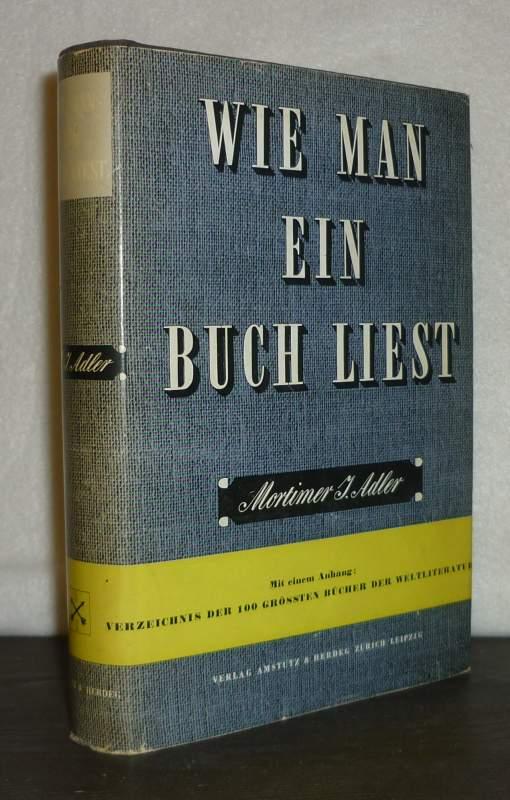 WIE MAN
EIN
BUCH LIEST
Mortimer J. Adler
Mit einem Anhang:
VERZEICHNIS DER 100 GRÖSSTEN BÜCHER DER WELTLITERATUR
VERLAG AMSTUTZ & HERDEG ZÜRICH LEIPZIG
J. Adler
& HERDEG